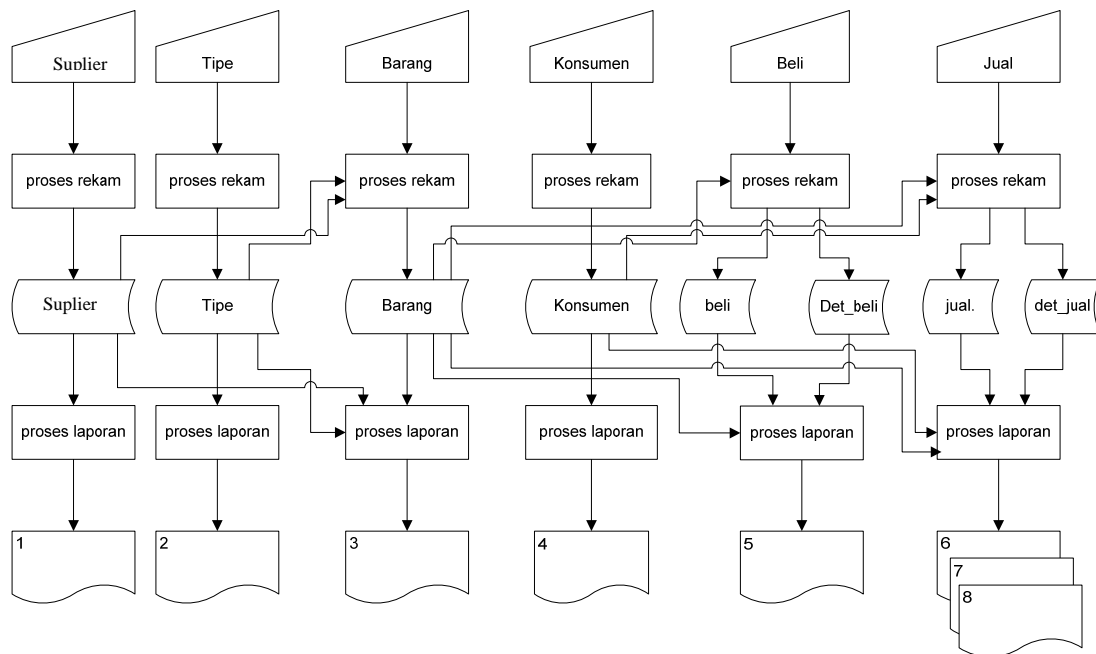 Suplier
Tipe
Barang
Konsumen
Beli
Jual
proses rekam
proses rekam
proses rekam
proses rekam
proses rekam
proses rekam
Suplier
Tipe
Barang
Konsumen
beli
Det_beli
jual.
det_jual
proses laporan
proses laporan
proses laporan
proses laporan
proses laporan
proses laporan
1
2
3
4
5
6
7
8